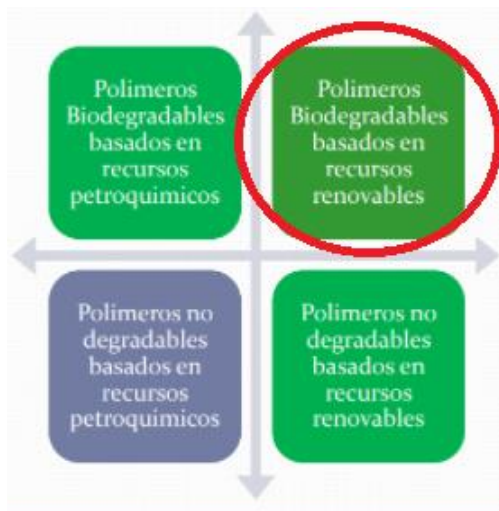 Polimeros
Biodegradables
basados en
recursos
petroquimicos
Polimeros
Biodegradables
basados en
recursos
renovables
Polimeros no
degradables
basados en
recursos
petroquimicos
Polimeros no
degradables
basados en
recursos
renovables